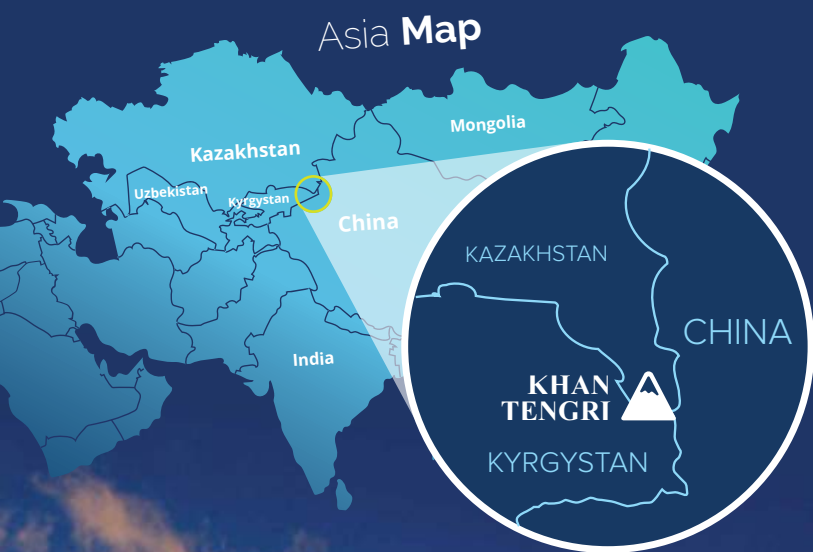 Asia Map
Mongolia
Kazakhstan
Uzbekistan
Kyrgystan
China
India
KAZAKHSTAN
CHINA
KHAN
TENGRI
KYRGYSTAN